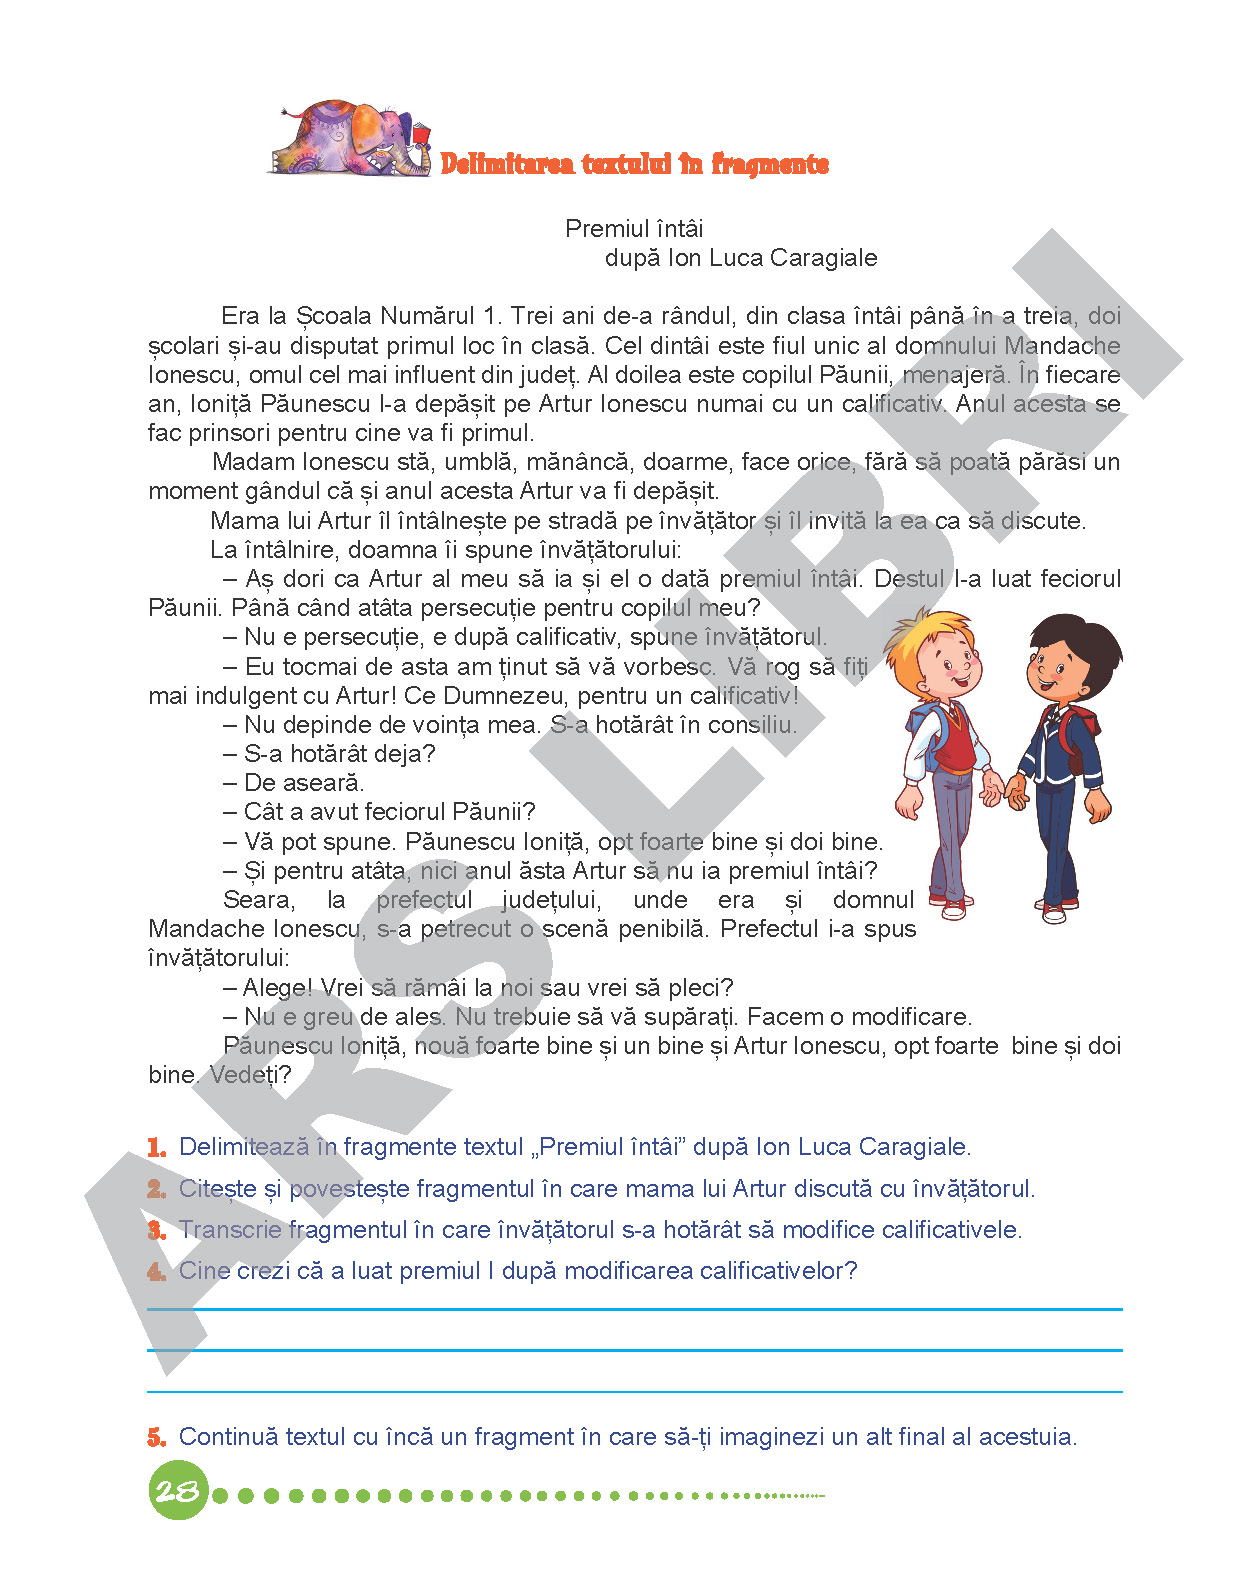 Delimitarea textului în fragmente
Premiul întâi
după Ion Luca Caragiale
Era la Școala Numărul 1. Trei ani de-a rândul, din clasa întâi până în a treia, doi
școlari și-au disputat primul loc în clasă. Cel dintâi este fiul unic al domnului Mandache
Ionescu, omul cel mai influent din județ. Al doilea este copilul Păunii, menajeră. În fiecare
an, Ioniță Păunescu l-a depășit pe Artur Ionescu numai cu un calificativ. Anul acesta se
fac prinsori pentru cine va fi primul.
Madam Ionescu stă, umblă, mănâncă, doarme, face orice, fără să poată părăsi un
moment gândul că și anul acesta Artur va fi depășit.
Mama lui Artur îl întâlnește pe stradă pe învățător și îl invită la ea ca să discute.
La întâlnire, doamna îi spune învățătorului:
– Aș dori ca Artur al meu să ia și el o dată premiul întâi. Destul l-a luat feciorul
Păunii. Până când atâta persecuție pentru copilul meu?
– Nu e persecuție, e după calificativ, spune învățătorul.
– Eu tocmai de asta am ținut să vă vorbesc. Vă rog să fiți
mai indulgent cu Artur! Ce Dumnezeu, pentru un calificativ!
– Nu depinde de voința mea. S-a hotărât în consiliu.
– S-a hotărât deja?
– De aseară.
– Cât a avut feciorul Păunii?
– Vă pot spune. Păunescu Ioniță, opt foarte bine și doi bine.
– Și pentru atâta, nici anul ăsta Artur să nu ia premiul întâi?
Seara, la prefectul județului, unde era și domnul
Mandache Ionescu, s-a petrecut o scenă penibilă. Prefectul i-a spus
învățătorului:
– Alege! Vrei să rămâi la noi sau vrei să pleci?
– Nu e greu de ales. Nu trebuie să vă supărați. Facem o modificare.
Păunescu Ioniță, nouă foarte bine și un bine și Artur Ionescu, opt foarte bine și doi
bine. Vedeți?
1. Delimitează în fragmente textul „Premiul întâi” după Ion Luca Caragiale.
2. Citește și povestește fragmentul în care mama lui Artur discută cu învățătorul.
3. Transcrie fragmentul în care învățătorul s-a hotărât să modifice calificativele.
4. Cine crezi că a luat premiul I după modificarea calificativelor?
5. Continuă textul cu încă un fragment în care să-ți imaginezi un alt final al acestuia.
28
ARS LIBRI